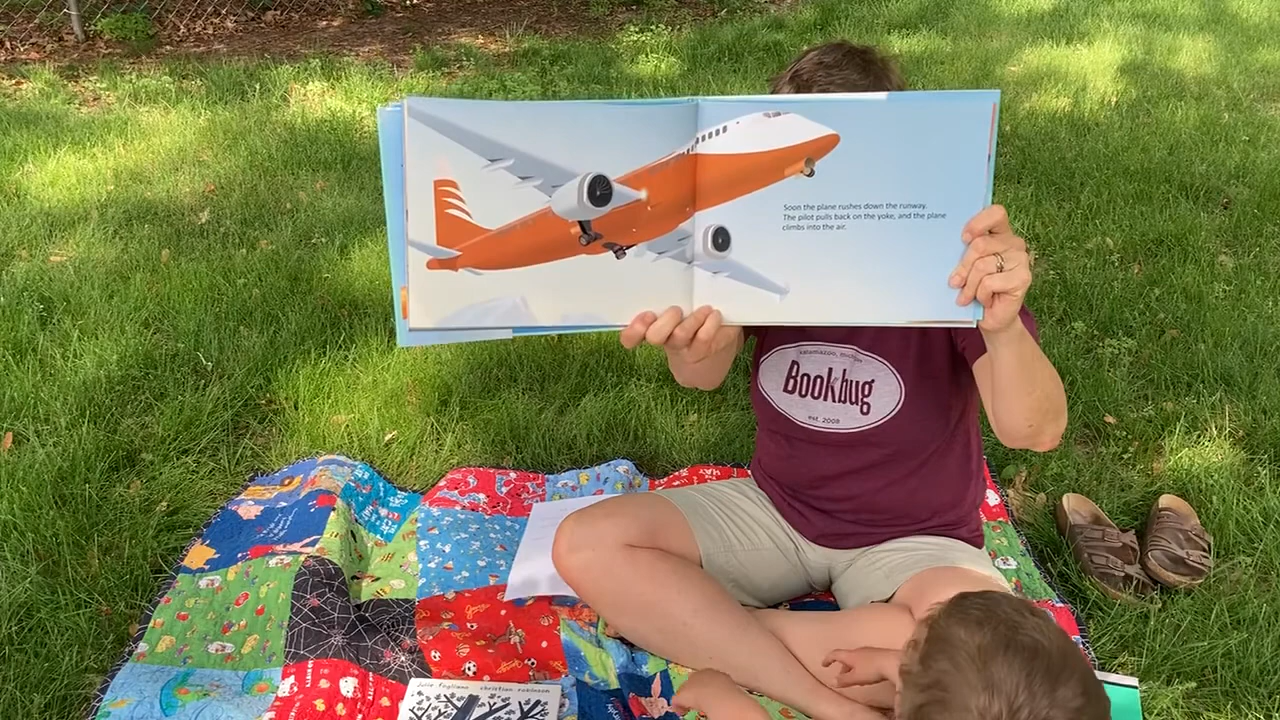 Soon the plane rushes down the runway.
The pilot pulls back on the yoke, and the plane
climbs into the air.
kalamazoo, michigan
Bookbug
est. 2008
julie fogliano christian robinson